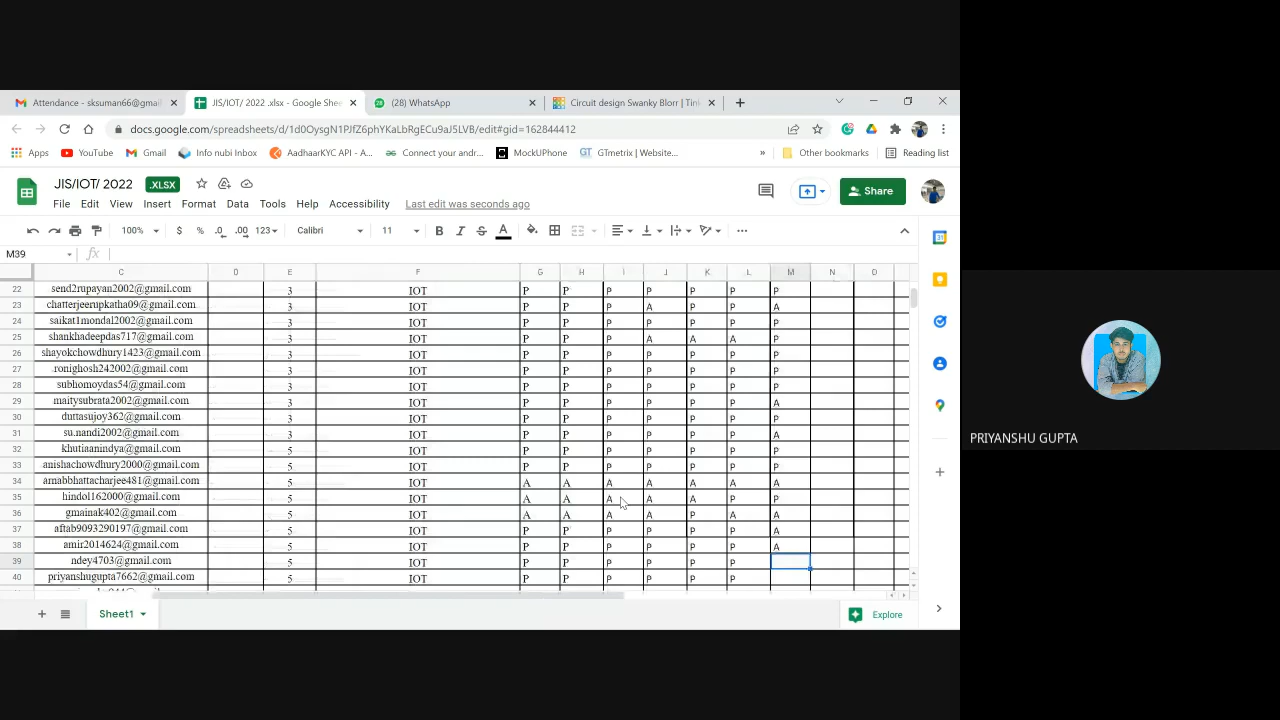 Attendance - sksuman66@gmail
JIS/IOT/ 2022 .xlsx - Google Shee
(28) WhatsApp
Circuit design Swanky Blorr | Tin
docs.google.com/spreadsheets/d/1d0OysgN1PJfZ6phYKaLbRgECu9aJ5LVB/edit#gid=162844412
Apps YouTube Gmail Info nubi Inbox AadhaarKYC API - A... Connect your andr... MockUPhone GTmetrix | Website... » Other bookmarks Reading list
JIS/IOT/ 2022 .XLSX
Share
File Edit View Insert Format Data Tools Help Accessibility Last edit was seconds ago
100% $ % .0 .00 123 Calibri 11 B I S A
M39 fx
C D E F G H I J K L M N O
22 send2rupayan2002@gmail.com 3 IOT P P P P P P P
23 chatterjeerupkatha09@gmail.com 3 IOT P P P A P P A
24 saikat1mondal2002@gmail.com 3 IOT P P P P P P P
25 shankhadeepdas717@gmail.com 3 IOT P P P A A A P
26 shayokchowdhury1423@gmail.com 3 IOT P P P P P P P
27 ronighosh242002@gmail.com 3 IOT P P P P P P P
28 subhomoydas54@gmail.com 3 IOT P P P P P P P
29 maitysubrata2002@gmail.com 3 IOT P P P P P P A
30 duttasujoy362@gmail.com 3 IOT P P P P P P P
31 su.nandi2002@gmail.com 3 IOT P P P P P P A
32 khutiaanindya@gmail.com 5 IOT P P P P P P P
33 anishachowdhury2000@gmail.com 5 IOT P P P P P P P
34 arnabbhattacharjee481@gmail.com 5 IOT A A A A A A A
35 hindol162000@gmail.com 5 IOT A A A A A P P
36 gmainak402@gmail.com 5 IOT A A A A P A A
37 aftab9093290197@gmail.com 5 IOT P P P P P P A
38 amir2014624@gmail.com 5 IOT P P P P P P A
39 ndey4703@gmail.com 5 IOT P P P P P P
40 priyanshugupta7662@gmail.com 5 IOT P P P P P P
Sheet1
Explore
PRIYANSHU GUPTA